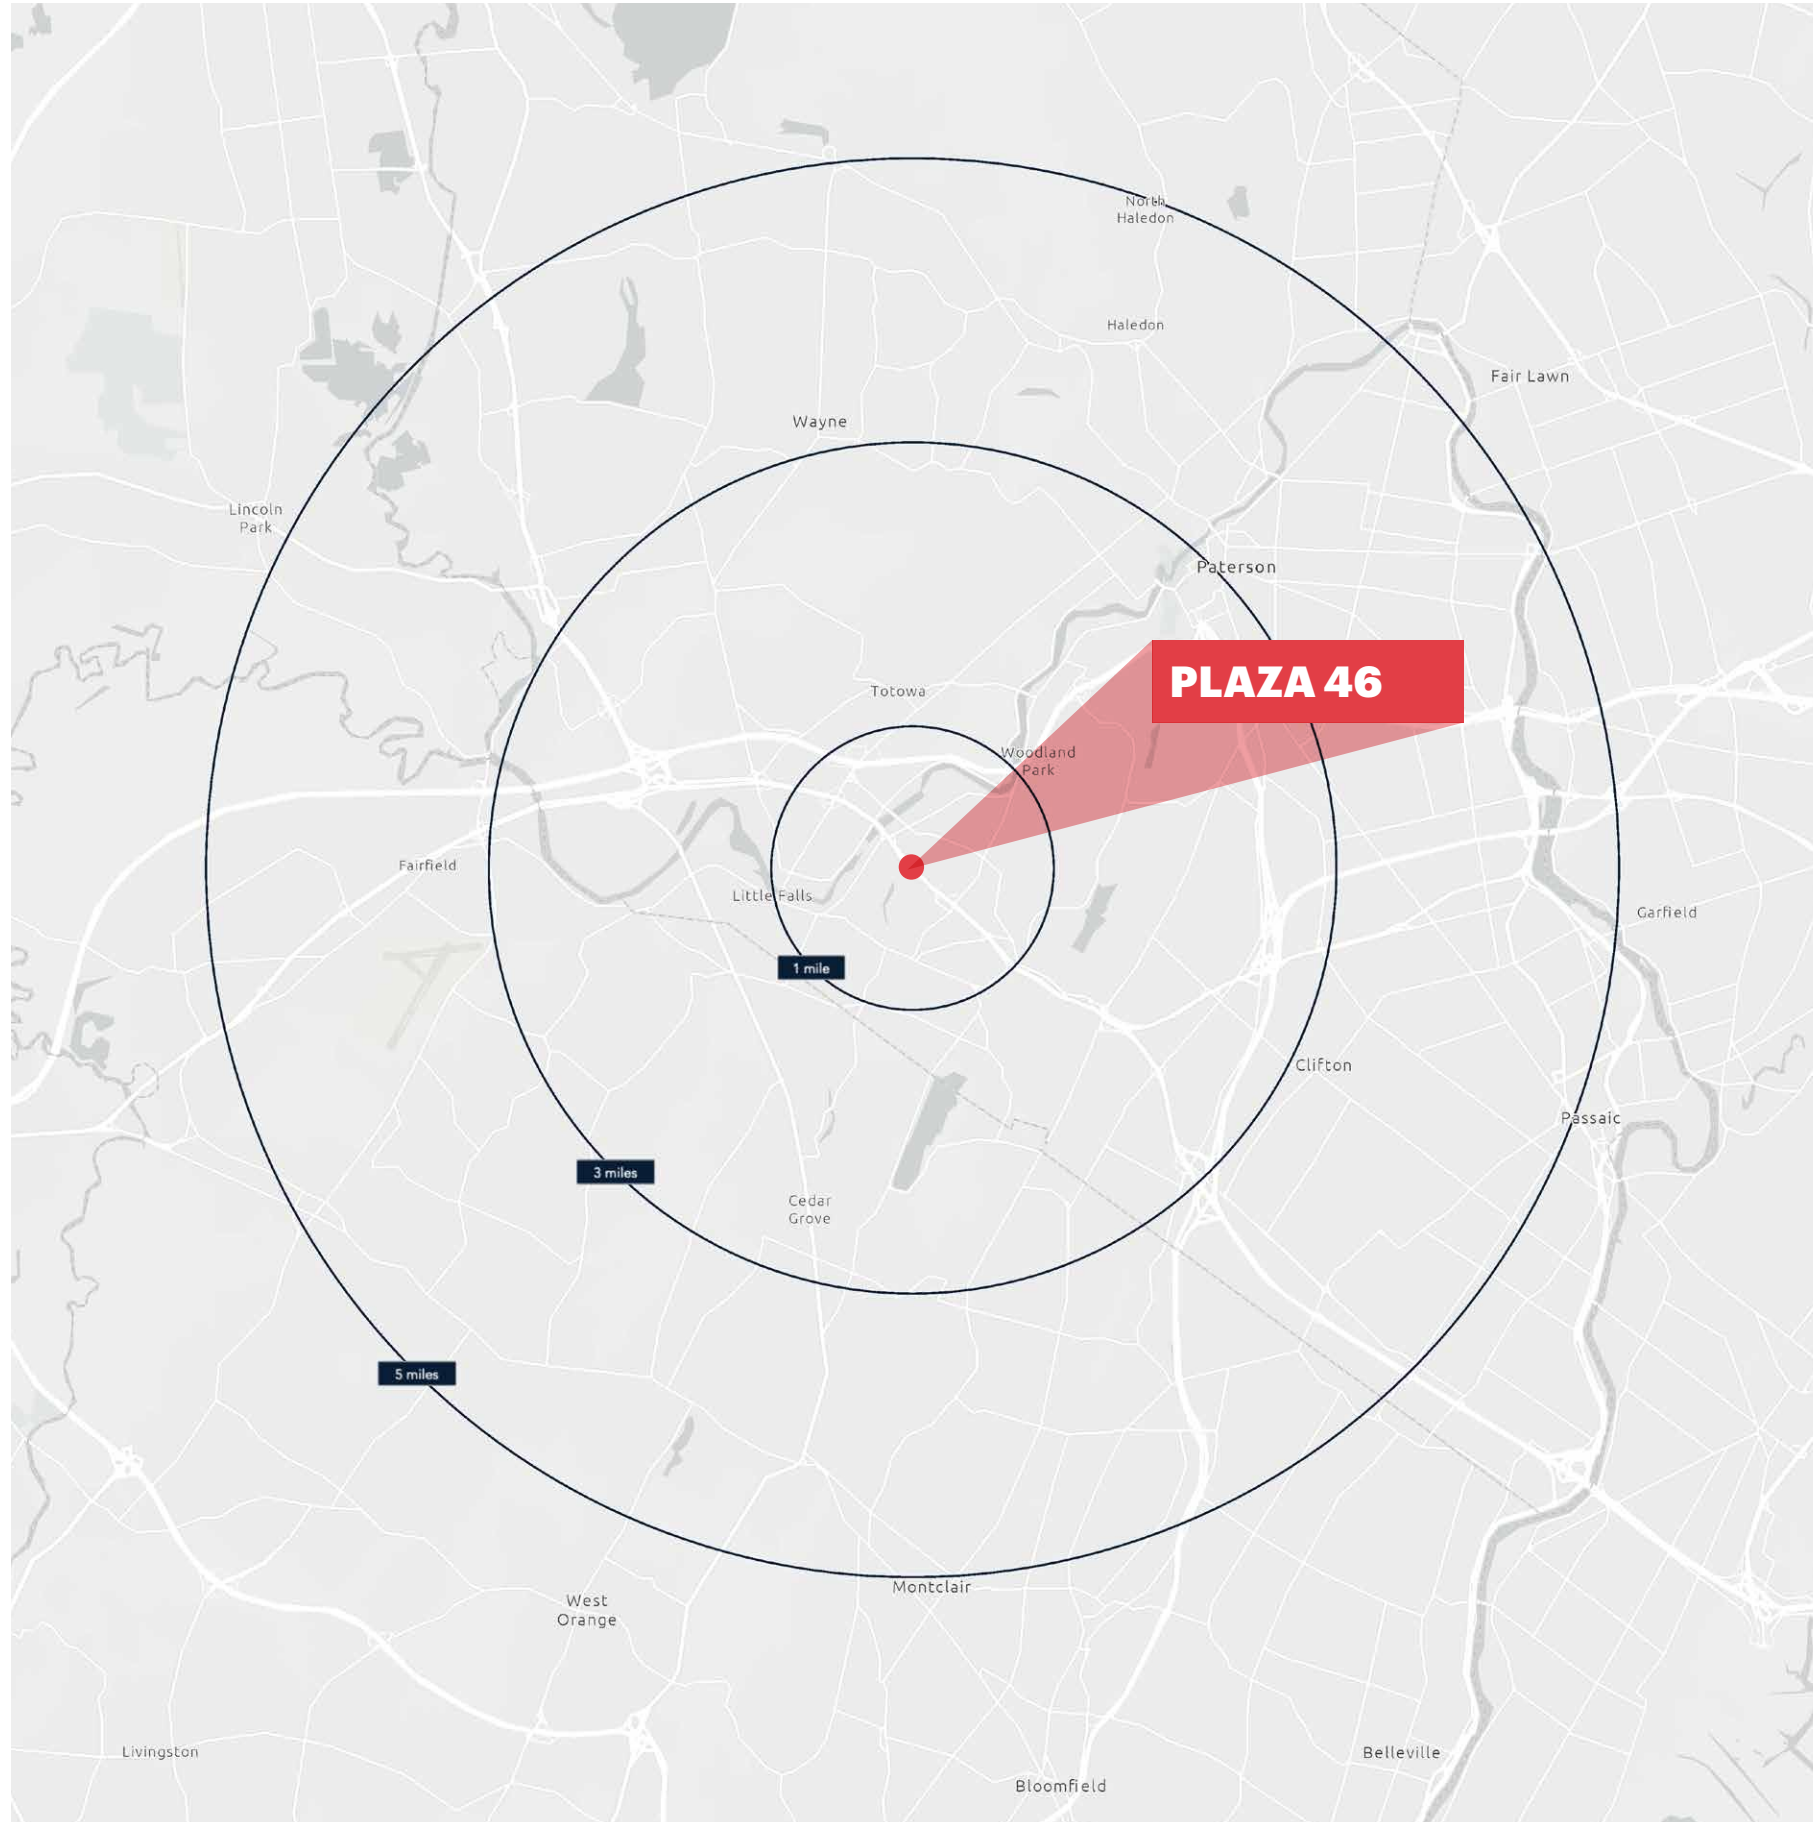 North
Haledon
Haledon
Fair Lawn
Wayne
Lincoln
Park
Paterson
PLAZA 46
Totowa
Woodland
Park
Fairfield
Little Falls
Garfield
1 mile
Clifton
Passaic
3 miles
Cedar
Grove
5 miles
Montclair
West
Orange
Livingston
Belleville
Bloomfield